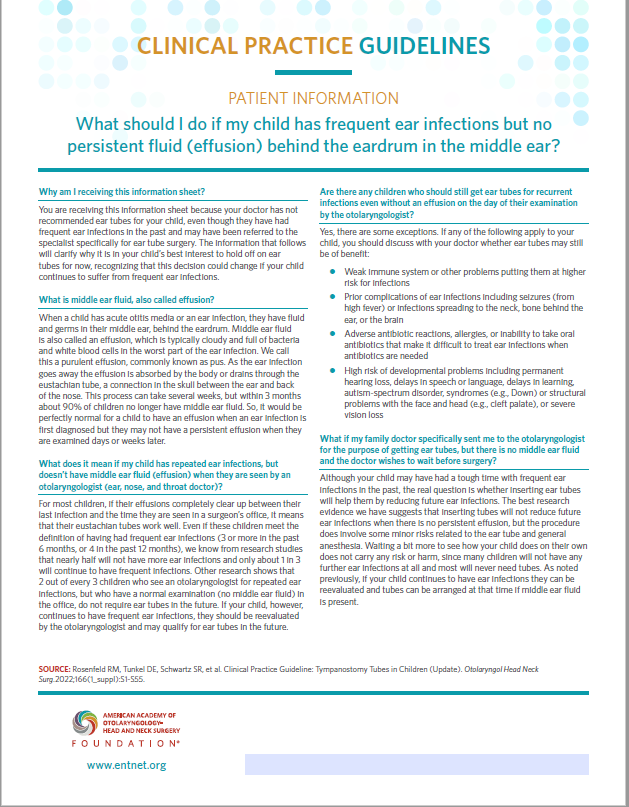 CLINICAL PRACTICE GUIDELINES
PATIENT INFORMATION
What should I do if my child has frequent ear infections but no
persistent fluid (effusion) behind the eardrum in the middle ear?
Why am I receiving this information sheet?
You are receiving this information sheet because your doctor has not
recommended ear tubes for your child, even though they have had
frequent ear infections in the past and may have been referred to the
specialist specifically for ear tube surgery. The information that follows
will clarify why it is in your child's best interest to hold off on ear
tubes for now, recognizing that this decision could change if your child
continues to suffer from frequent ear infections.
What is middle ear fluid, also called effusion?
When a child has acute otitis media or an ear infection, they have fluid
and germs in their middle ear, behind the eardrum. Middle ear fluid
is also called an effusion, which is typically cloudy and full of bacteria
and white blood cells in the worst part of the ear infection. We call
this a purulent effusion, commonly known as pus. As the ear infection
goes away the effusion is absorbed by the body or drains through the
eustachian tube, a connection in the skull between the ear and back
of the nose. This process can take several weeks, but within 3 months
about 90% of children no longer have middle ear fluid. So, it would be
perfectly normal for a child to have an effusion when an ear infection is
first diagnosed but they may not have a persistent effusion when they
are examined days or weeks later.
What does it mean if my child has repeated ear infections, but
doesn't have middle ear fluid (effusion) when they are seen by an
otolaryngologist (ear, nose, and throat doctor)?
For most children, if their effusions completely clear up between their
last infection and the time they are seen in a surgeon's office, it means
that their eustachian tubes work well. Even if these children meet the
definition of having had frequent ear infections (3 or more in the past
6 months, or 4 in the past 12 months), we know from research studies
that nearly half will not have more ear infections and only about 1 in 3
will continue to have frequent infections. Other research shows that
2 out of every 3 children who see an otolaryngologist for repeated ear
infections, but who have a normal examination (no middle ear fluid) in
the office, do not require ear tubes in the future. If your child, however,
continues to have frequent ear infections, they should be reevaluated
by the otolaryngologist and may qualify for ear tubes in the future.
Are there any children who should still get ear tubes for recurrent
infections even without an effusion on the day of their examination
by the otolaryngologist?
Yes, there are some exceptions. If any of the following apply to your
child, you should discuss with your doctor whether ear tubes may still
be of benefit:
• Weak immune system or other problems putting them at higher
risk for infections
• Prior complications of ear infections including seizures (from
high fever) or infections spreading to the neck, bone behind the
ear, or the brain
• Adverse antibiotic reactions, allergies, or inability to take oral
antibiotics that make it difficult to treat ear infections when
antibiotics are needed
• High risk of developmental problems including permanent
hearing loss, delays in speech or language, delays in learning,
autism-spectrum disorder, syndromes (e.g., Down) or structural
problems with the face and head (e.g., cleft palate), or severe
vision loss
What if my family doctor specifically sent me to the otolaryngologist
for the purpose of getting ear tubes, but there is no middle ear fluid
and the doctor wishes to wait before surgery?
Although your child may have had a tough time with frequent ear
infections in the past, the real question is whether inserting ear tubes
will help them by reducing future ear infections. The best research
evidence we have suggests that inserting tubes will not reduce future
ear infections when there is no persistent effusion, but the procedure
does involve some minor risks related to the ear tube and general
anesthesia. Waiting a bit more to see how your child does on their own
does not carry any risk or harm, since many children will not have any
further ear infections at all and most will never need tubes. As noted
previously, if your child continues to have ear infections they can be
reevaluated and tubes can be arranged at that time if middle ear fluid
is present.
SOURCE: Rosenfeld RM, Tunkel DE, Schwartz SR, et al. Clinical Practice Guideline: Tympanostomy Tubes in Children (Update). Otolaryngol Head Neck
Surg.2022;166(1_suppl):S1-S55.
AMERICAN ACADEMY OF
OTOLARYNGOLOGY–
HEAD AND NECK SURGERY
FOUNDATION®
www.entnet.org